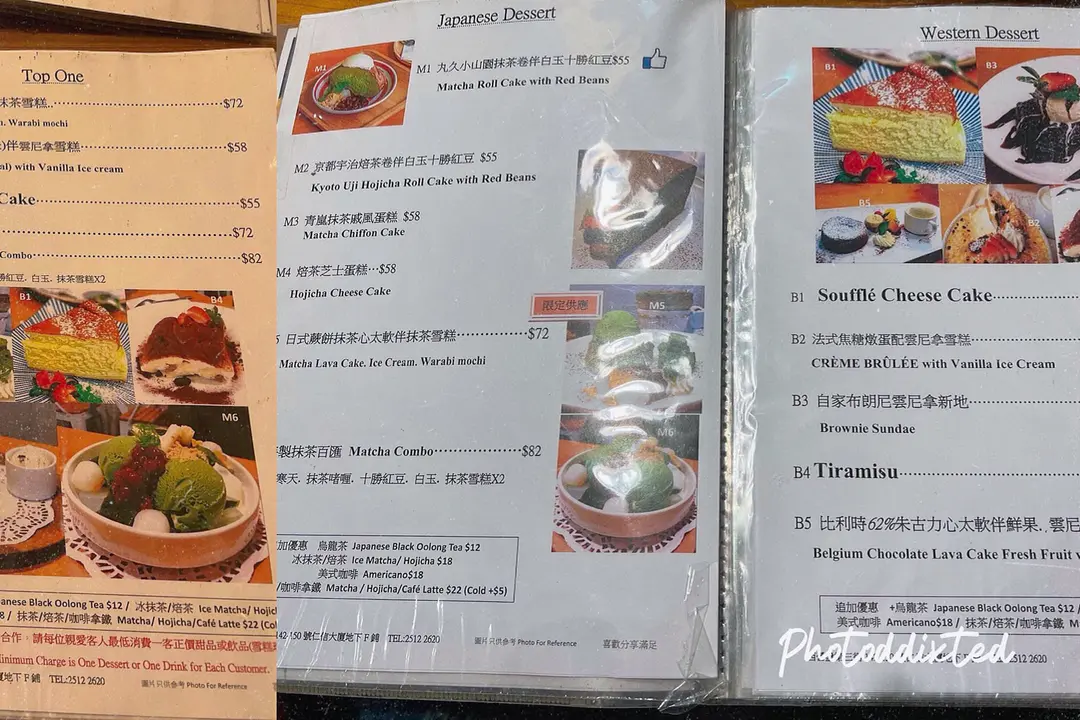 Top One
抹茶雪糕..·····$72
n. Warabi mochi
)伴雲尼拿雪糕·····$58
al) with Vanilla Ice cream
Cake·····$55
·····$72
Combo·····$82
勝紅豆. 白玉. 抹茶雪糕X2
B1
B4
M6
anese Black Oolong Tea $12 / 冰抹茶/焙茶 Ice Matcha/ Hojic
8 / 抹茶/焙茶/咖啡拿鐵 Matcha / Hojicha/Café Latte $22 (Col
合作，請每位親愛客人最低消費一客正價甜品或飲品(雪糕
inimum Charge is One Dessert or One Drink for Each Customer.
廈地下 F 鋪 TEL:2512 2620
圖片只供參考 Photo For Reference
Japanese Dessert
M1
M1 丸久小山園抹茶卷伴白玉十勝紅豆$55
Matcha Roll Cake with Red Beans
M2 京都宇治焙茶卷伴白玉十勝紅豆 $55
Kyoto Uji Hojicha Roll Cake with Red Beans
M3 青嵐抹茶戚風蛋糕 $58
Matcha Chiffon Cake
M4 焙茶芝士蛋糕···$58
Hojicha Cheese Cake
限定供應
M5
日式蕨餅抹茶心太軟伴抹茶雪糕·····$72
Matcha Lava Cake. Ice Cream. Warabi mochi
M6
製抹茶百匯 Matcha Combo·····$82
寒天. 抹茶啫喱. 十勝紅豆. 白玉. 抹茶雪糕X2
加優惠 烏龍茶 Japanese Black Oolong Tea $12
冰抹茶/焙茶 Ice Matcha/ Hojicha $18
美式咖啡 Americano$18
/咖啡拿鐵 Matcha / Hojicha/Café Latte $22 (Cold +$5)
142-150 號仁信大廈地下 F 鋪 TEL:2512 2620
圖片只供參考 Photo For Reference
喜歡分享滿足
Western Dessert
B1
B3
B5
B2
B1 Soufflé Cheese Cake·····
B2 法式焦糖燉蛋配雲尼拿雪糕·····
CRÈME BRÛLÉE with Vanilla Ice Cream
B3 自家布朗尼雲尼拿新地·····
Brownie Sundae
B4 Tiramisu·····
B5 比利時62%朱古力心太軟伴鮮果. .雲尼
Belgium Chocolate Lava Cake Fresh Fruit
追加優惠 +烏龍茶 Japanese Black Oolong Tea $12 /
美式咖啡 Americano$18 / 抹茶/焙茶/咖啡拿鐵 M
2512 2620
Photoddixted